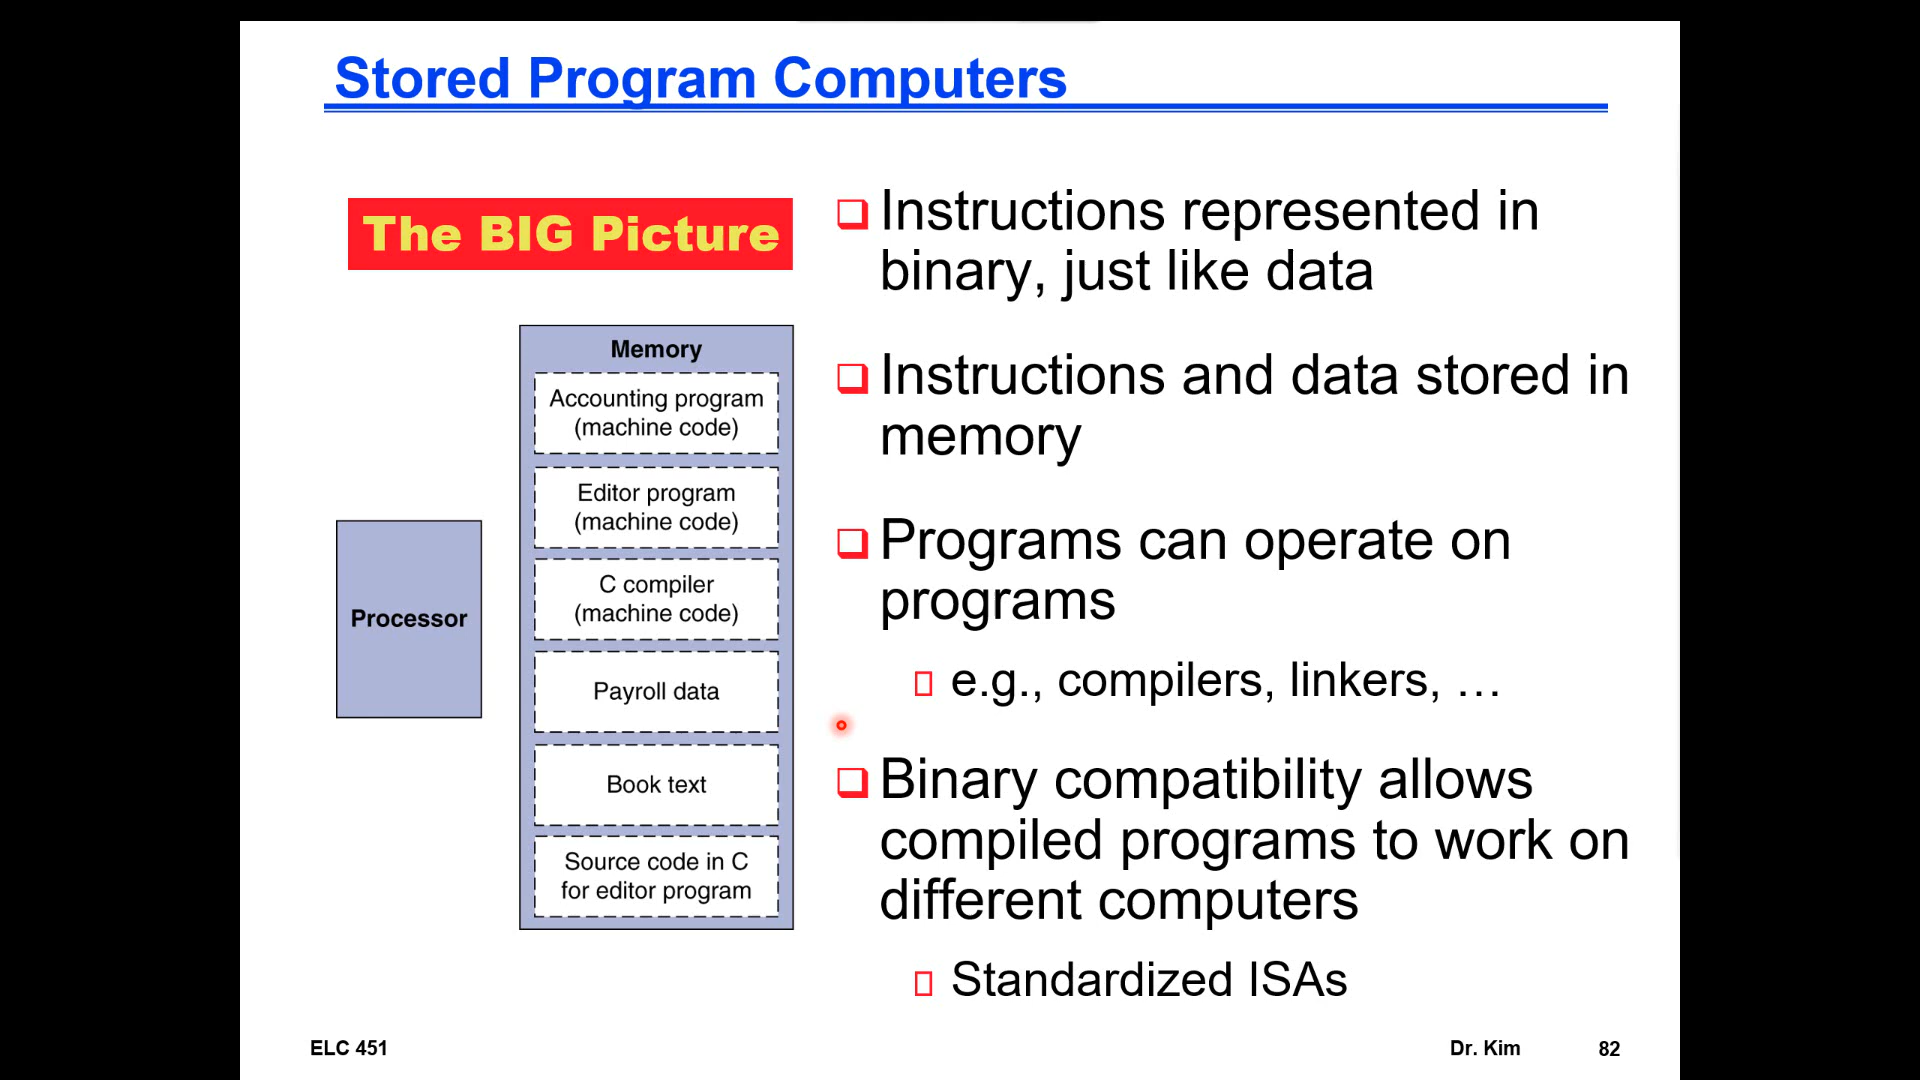 Stored Program Computers
The BIG Picture
Memory
Accounting program
(machine code)
Editor program
(machine code)
C compiler
(machine code)
Payroll data
Book text
Source code in C
for editor program
Processor
Instructions represented in
binary, just like data
Instructions and data stored in
memory
Programs can operate on
programs
e.g., compilers, linkers, …
Binary compatibility allows
compiled programs to work on
different computers
Standardized ISAs
ELC 451
Dr. Kim
82